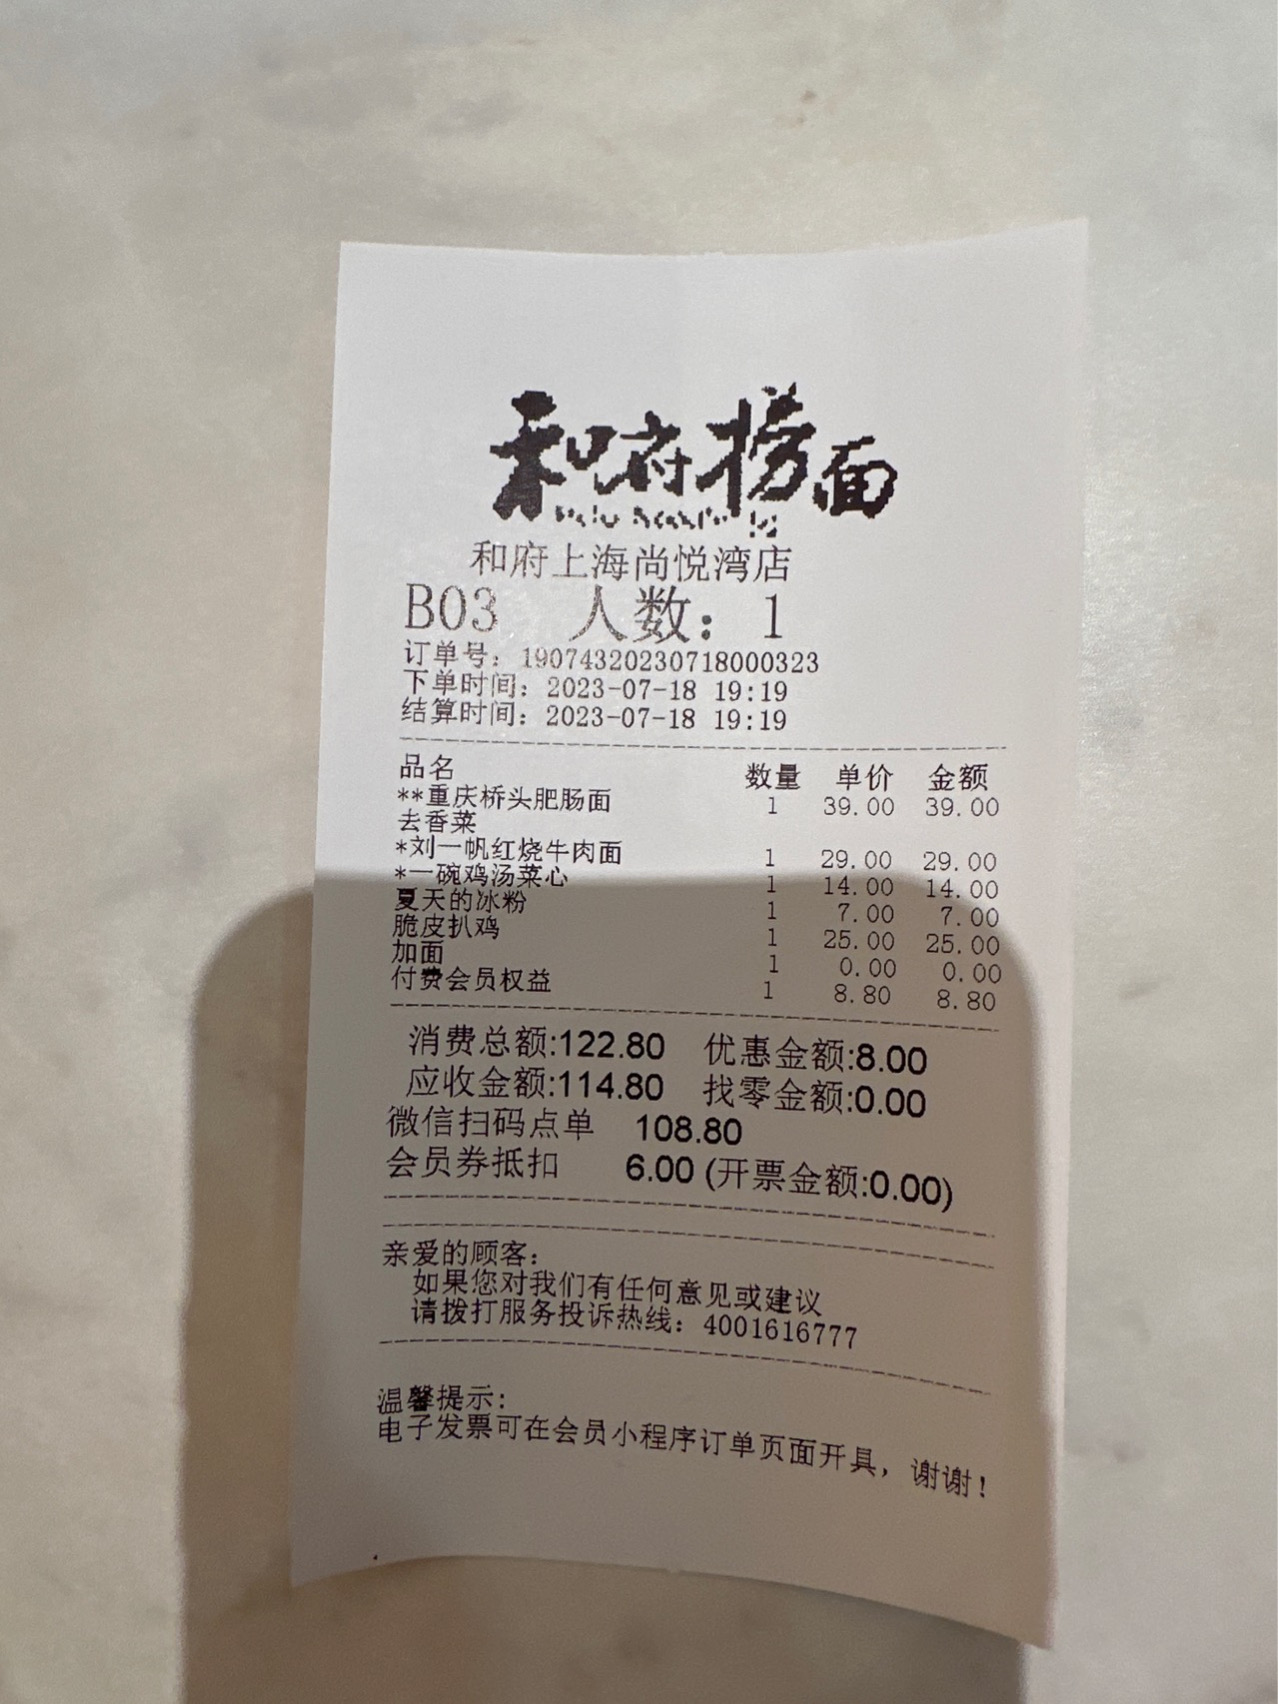 和府捞面
和府上海尚悦湾店
B03 人数: 1
订单号: 19074320230718000323
下单时间: 2023-07-18 19:19
结算时间: 2023-07-18 19:19
品名 数量 单价 金额
**重庆桥头肥肠面 1 39.00 39.00
去香菜
*刘一帆红烧牛肉面 1 29.00 29.00
*一碗鸡汤菜心 1 14.00 14.00
夏天的冰粉 1 7.00 7.00
脆皮扒鸡 1 25.00 25.00
加面 1 0.00 0.00
付费会员权益 1 8.80 8.80
消费总额:122.80 优惠金额:8.00
应收金额:114.80 找零金额:0.00
微信扫码点单 108.80
会员券抵扣 6.00 (开票金额:0.00)
亲爱的顾客:
如果您对我们有任何意见或建议
请拨打服务投诉热线: 4001616777
温馨提示:
电子发票可在会员小程序订单页面开具, 谢谢!